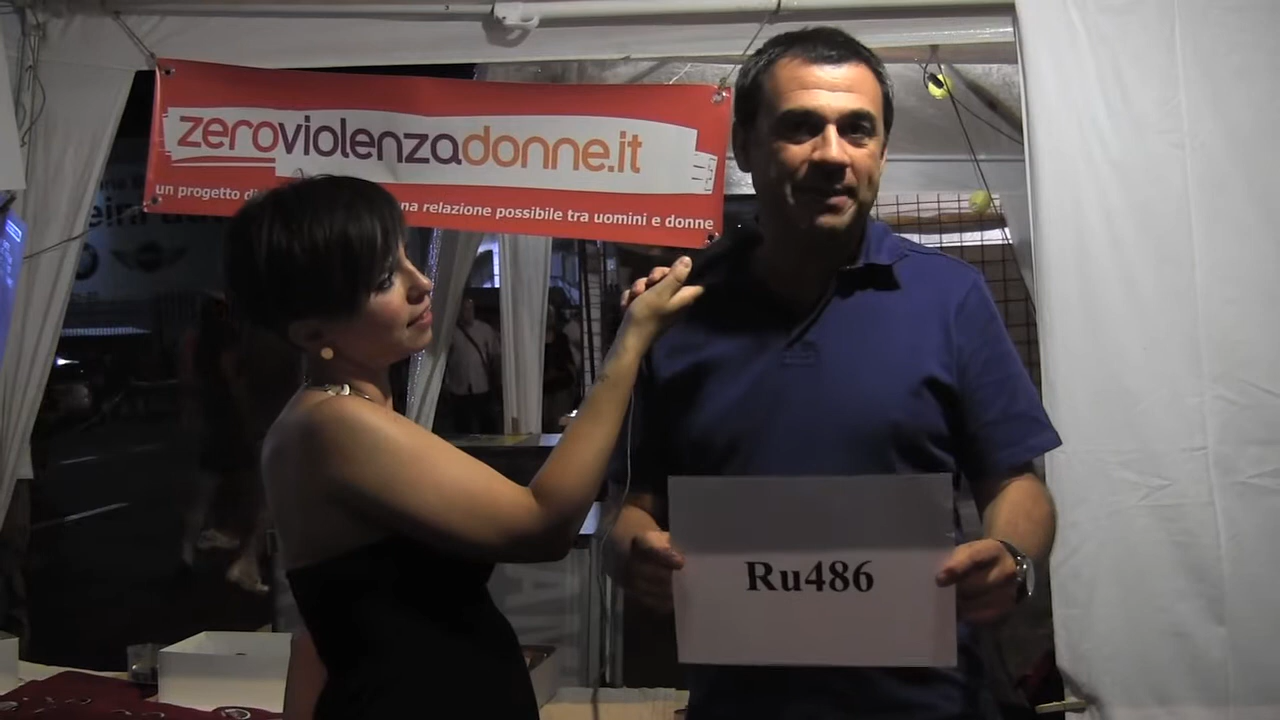 zeroviolenzadonne.it
un progetto di
na relazione possibile tra uomini e donne
Ru486